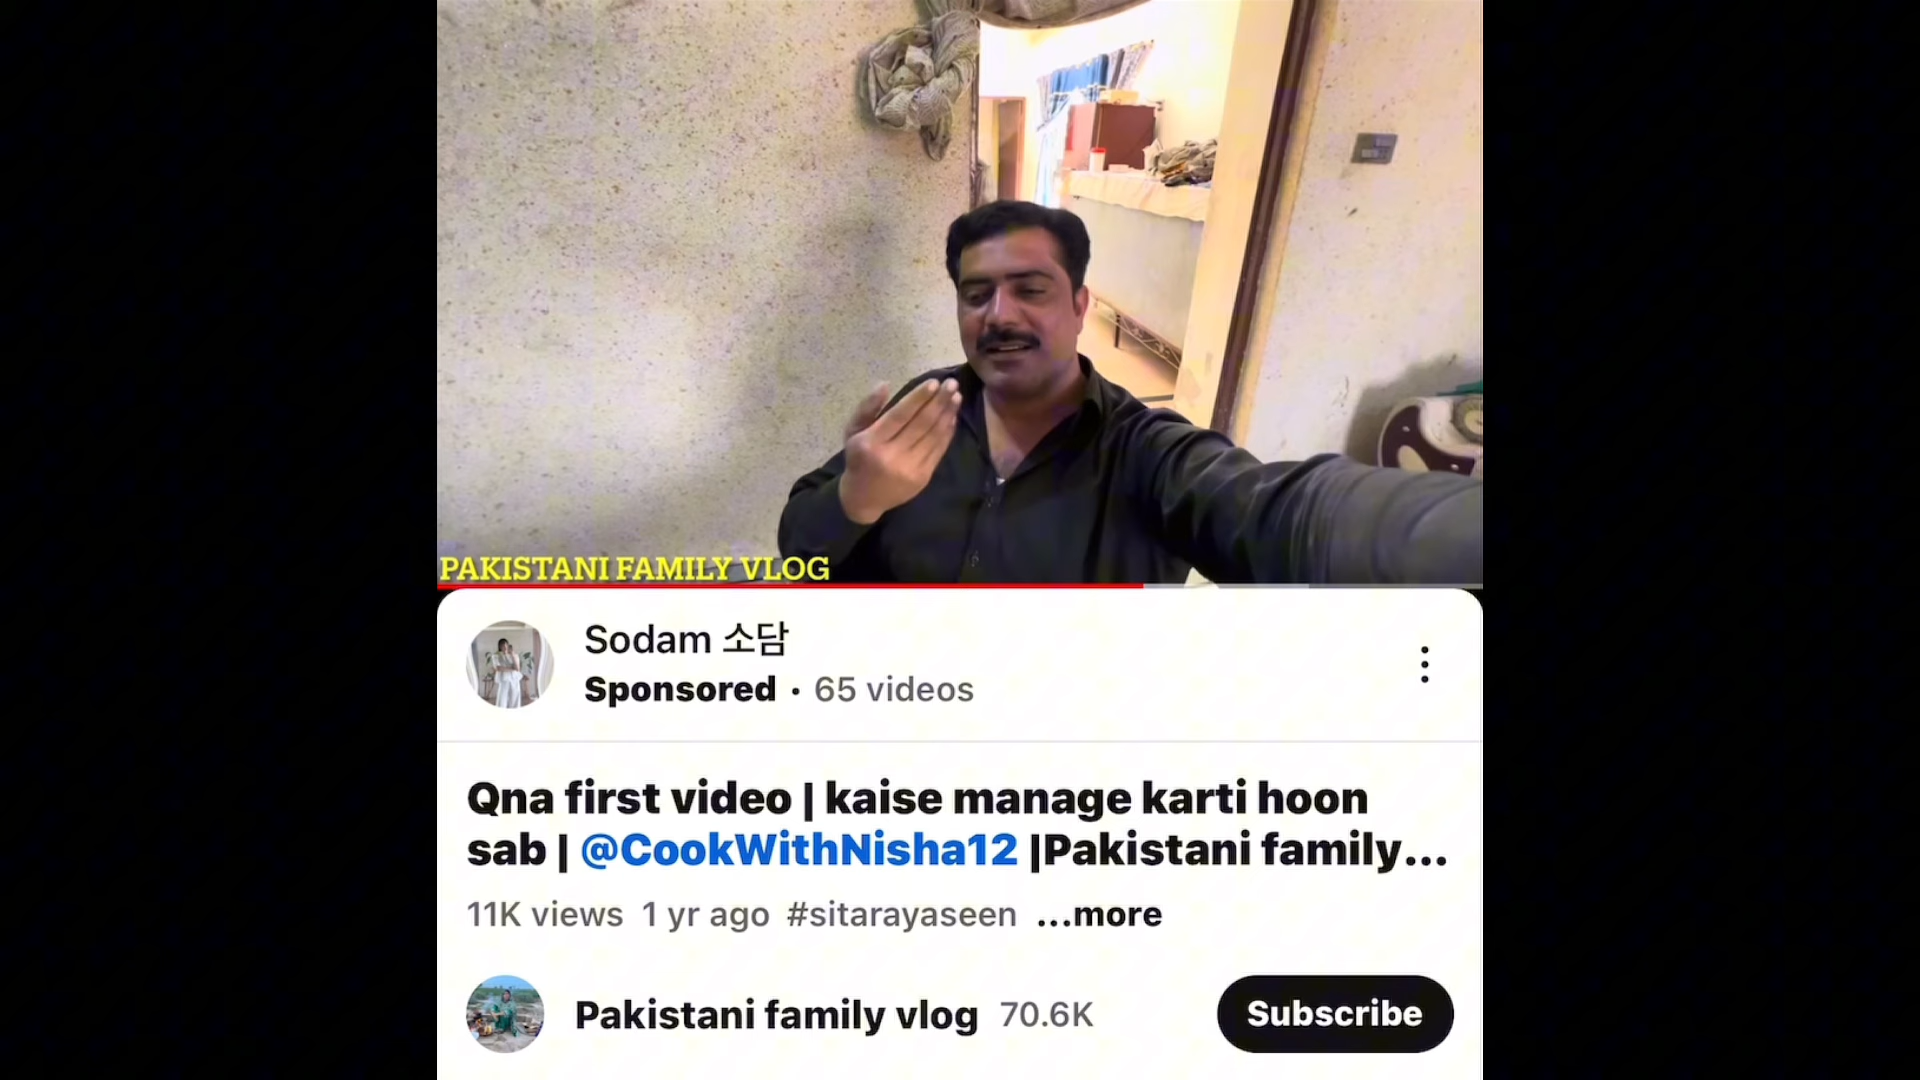 PAKISTANI FAMILY VLOG
Sodam 소담
Sponsored • 65 videos
Qna first video | kaise manage karti hoon
sab | @CookWithNisha12 |Pakistani family...
11K views 1 yr ago #sitarayaseen ...more
Pakistani family vlog 70.6K
Subscribe